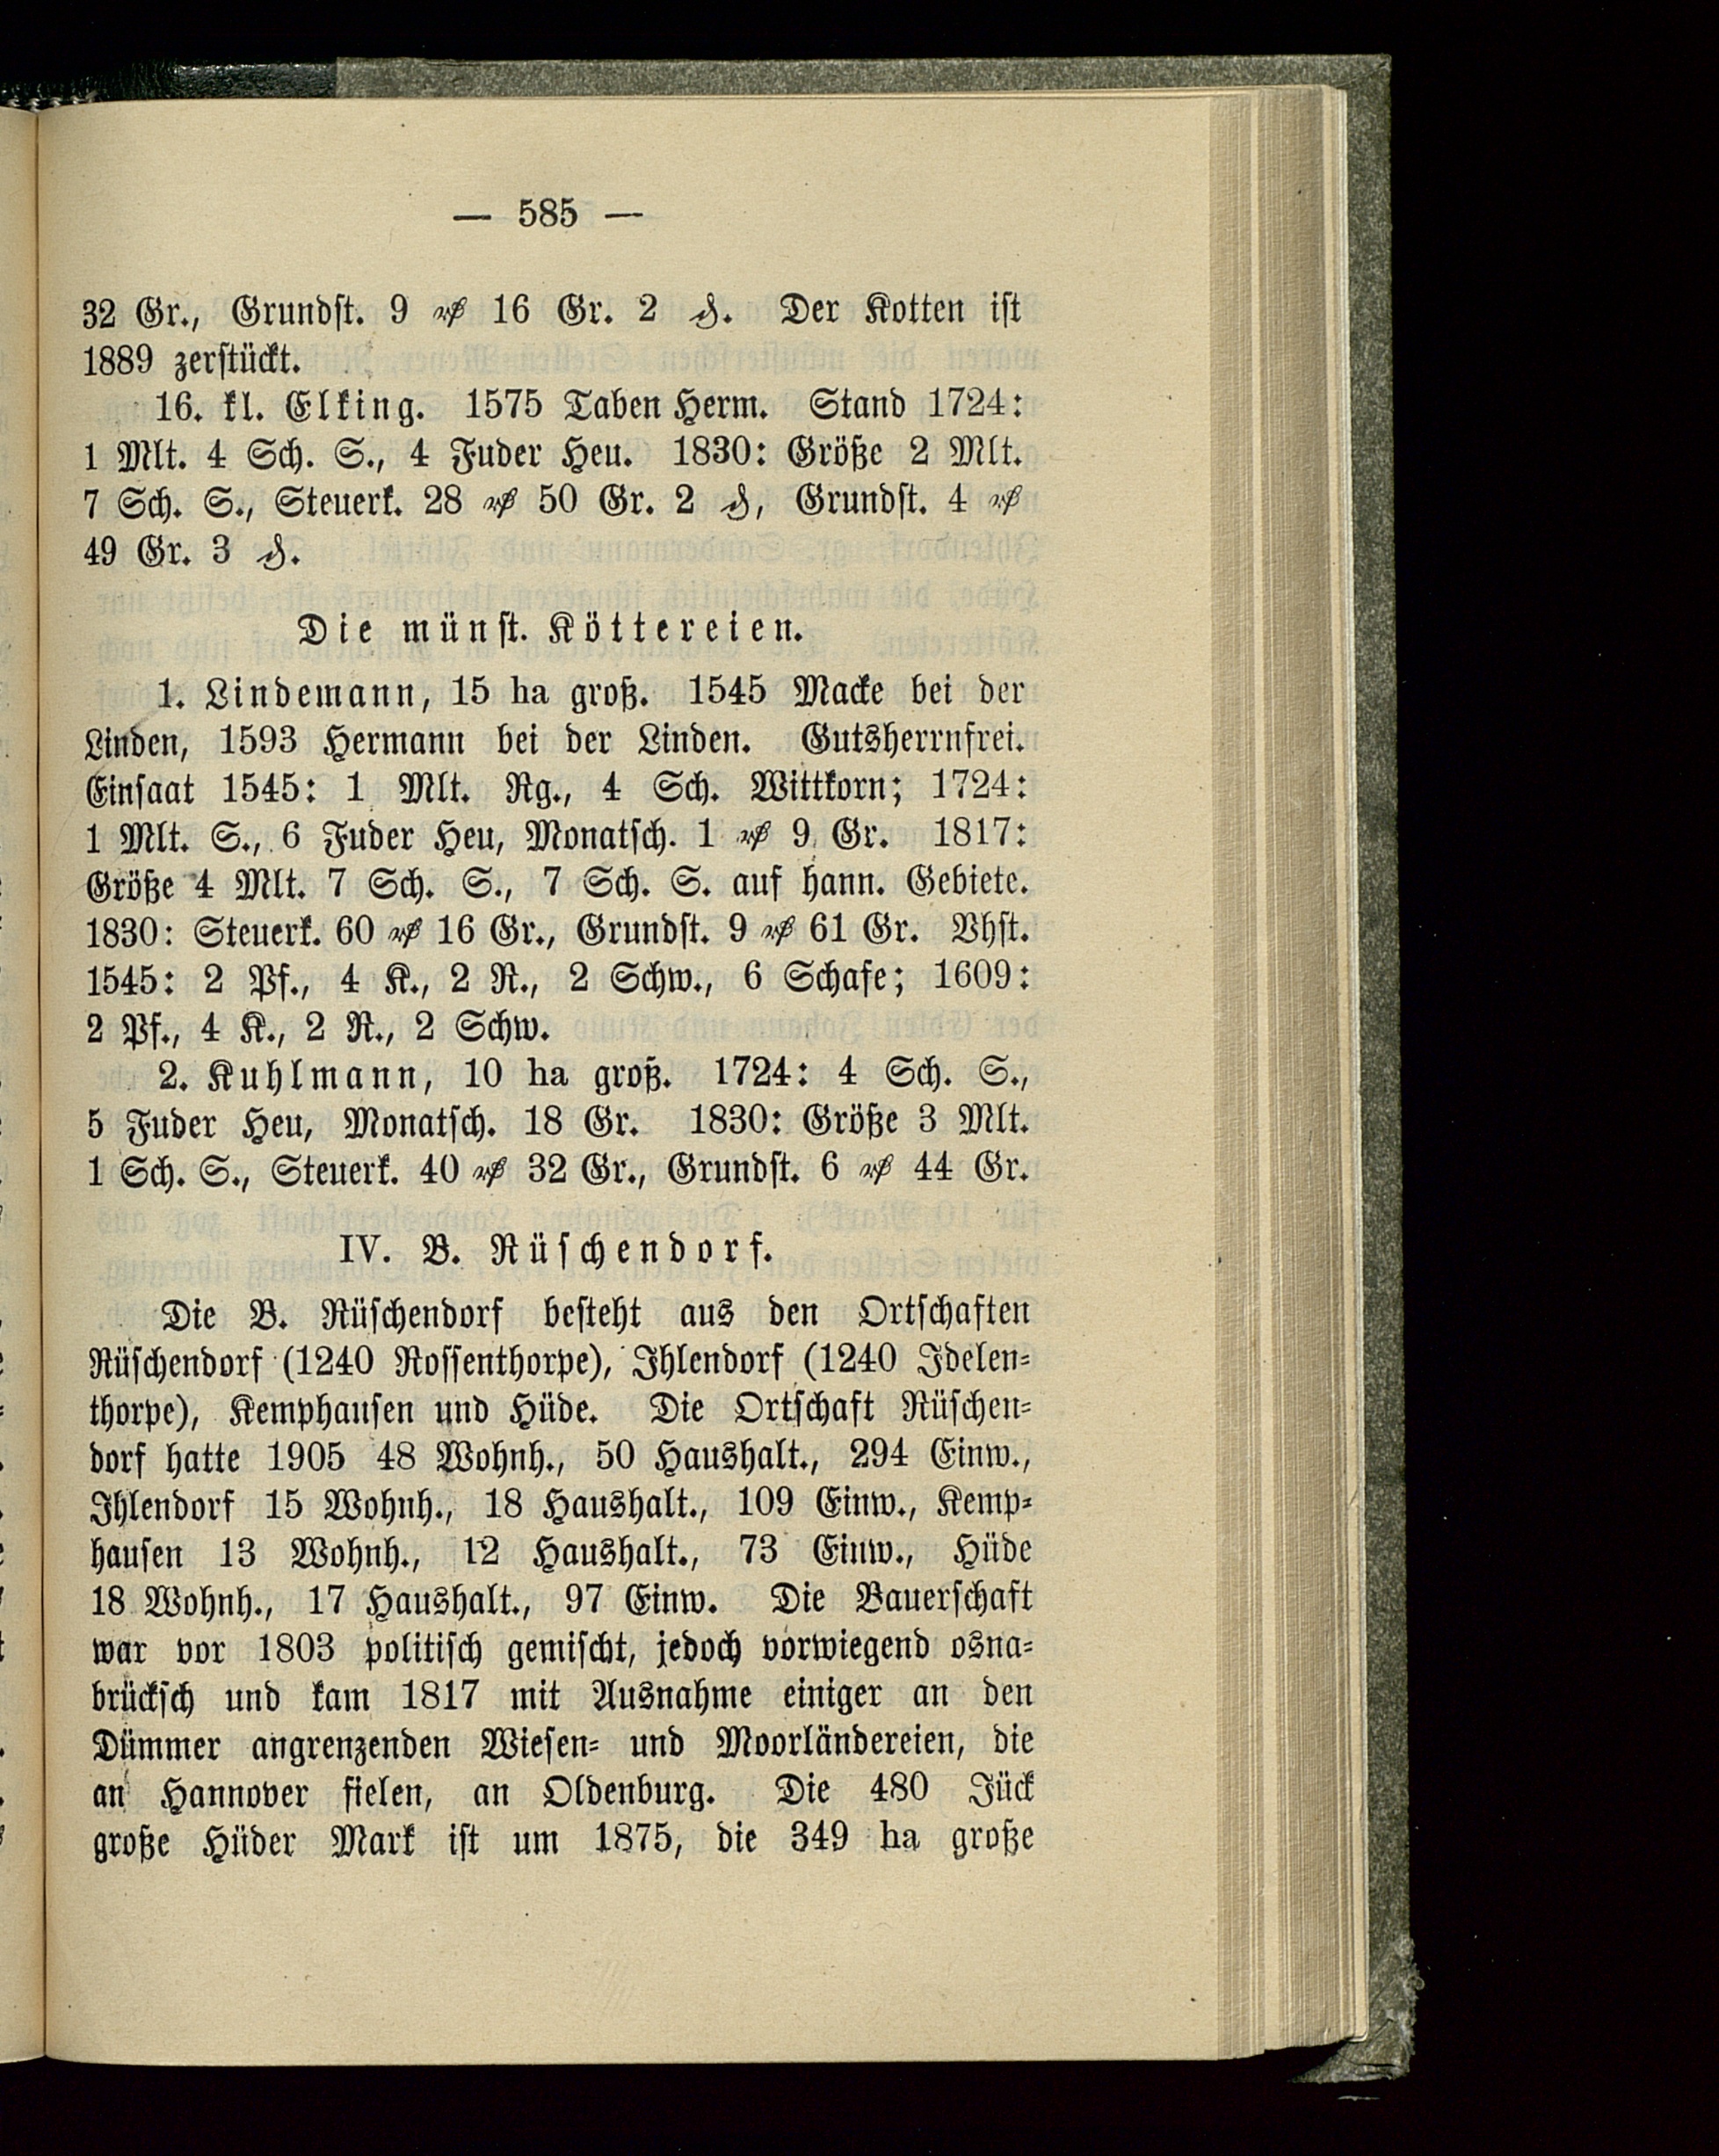 — 585 —
32 Gr., Grundst. 9 ₰ 16 Gr. 2 ₰. Der Kotten ist
1889 zerstückt.
16. kl. Elking. 1575 Taben Herm. Stand 1724:
1 Mlt. 4 Sch. S., 4 Fuder Heu. 1830: Größe 2 Mlt.
7 Sch. S., Steuerk. 28 ₰ 50 Gr. 2 ₰, Grundst. 4 ₰
49 Gr. 3 ₰.
Die münst. Köttereien.
1. Lindemann, 15 ha groß. 1545 Macke bei der
Linden, 1593 Hermann bei der Linden. Gutsherrnfrei.
Einsaat 1545: 1 Mlt. Rg., 4 Sch. Wittkorn; 1724:
1 Mlt. S., 6 Fuder Heu, Monatsch. 1 ₰ 9 Gr. 1817:
Größe 4 Mlt. 7 Sch. S., 7 Sch. S. auf hann. Gebiete.
1830: Steuerk. 60 ₰ 16 Gr., Grundst. 9 ₰ 61 Gr. Vhst.
1545: 2 Pf., 4 K., 2 R., 2 Schw., 6 Schafe; 1609:
2 Pf., 4 K., 2 R., 2 Schw.
2. Kuhlmann, 10 ha groß. 1724: 4 Sch. S.,
5 Fuder Heu, Monatsch. 18 Gr. 1830: Größe 3 Mlt.
1 Sch. S., Steuerk. 40 ₰ 32 Gr., Grundst. 6 ₰ 44 Gr.
IV. B. Rüschendorf.
Die B. Rüschendorf besteht aus den Ortschaften
Rüschendorf (1240 Rossenthorpe), Ihlendorf (1240 Idelen-
thorpe), Kemphausen und Hüde. Die Ortschaft Rüschen-
dorf hatte 1905 48 Wohnh., 50 Haushalt., 294 Einw.,
Ihlendorf 15 Wohnh., 18 Haushalt., 109 Einw., Kemp-
hausen 13 Wohnh., 12 Haushalt., 73 Einw., Hüde
18 Wohnh., 17 Haushalt., 97 Einw. Die Bauerschaft
war vor 1803 politisch gemischt, jedoch vorwiegend osna-
brücksch und kam 1817 mit Ausnahme einiger an den
Dümmer angrenzenden Wiesen- und Moorländereien, die
an Hannover fielen, an Oldenburg. Die 480 Jück
große Hüder Mark ist um 1875, die 349 ha große